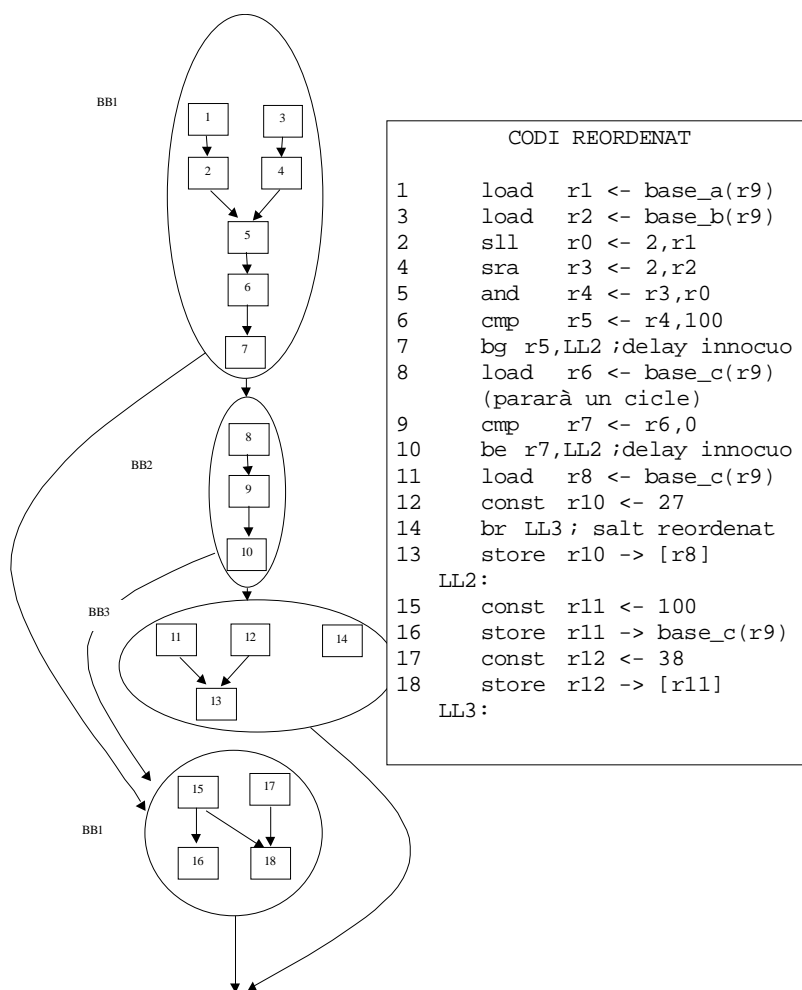 BB1
1
3
2
4
5
6
7
BB2
8
9
10
BB3
11
12
14
13
BB1
15
17
16
18
CODI REORDENAT
1 load r1 <- base_a(r9)
3 load r2 <- base_b(r9)
2 sll r0 <- 2,r1
4 sra r3 <- 2,r2
5 and r4 <- r3,r0
6 cmp r5 <- r4,100
7 bg r5,LL2 ;delay innocuo
8 load r6 <- base_c(r9)
(pararà un cicle)
9 cmp r7 <- r6,0
10 be r7,LL2 ;delay innocuo
11 load r8 <- base_c(r9)
12 const r10 <- 27
14 br LL3 ; salt reordenat
13 store r10 -> [r8]
LL2:
15 const r11 <- 100
16 store r11 -> base_c(r9)
17 const r12 <- 38
18 store r12 -> [r11]
LL3: